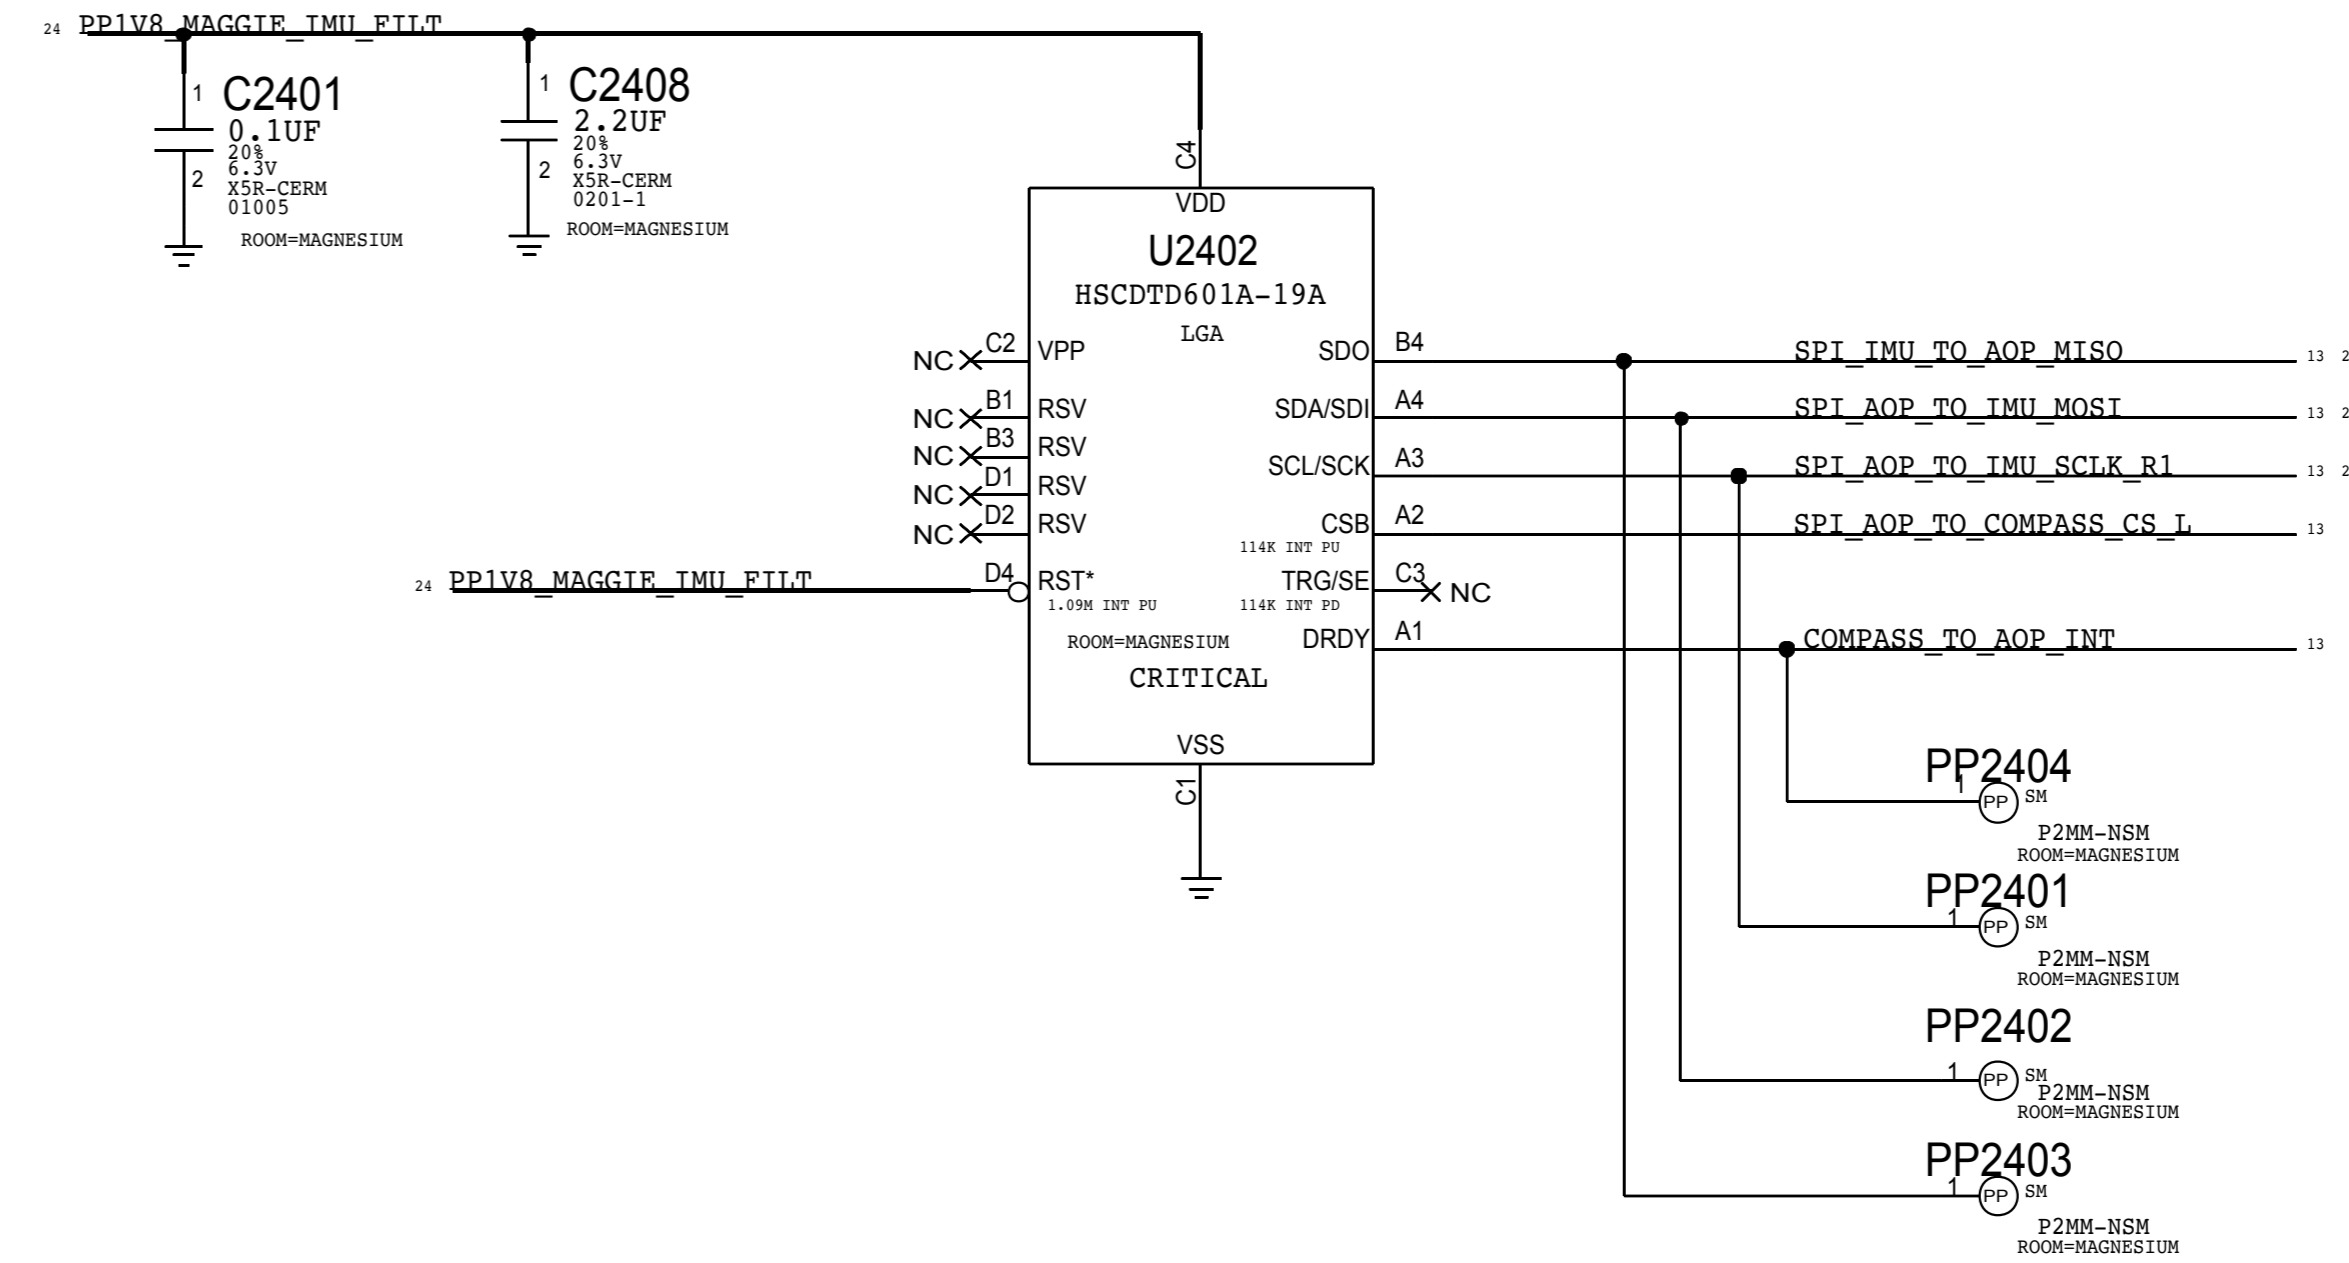 24 PP1V8_MAGGIE_IMU_FILT
1 C2401
0.1UF
20%
6.3V
2
X5R-CERM
01005
ROOM=MAGNESIUM
1 C2408
2.2UF
20%
6.3V
2
X5R-CERM
0201-1
ROOM=MAGNESIUM
C4
VDD
U2402
HSCDTD601A-19A
LGA
NC C2 VPP
NC B1 RSV
NC B3 RSV
NC D1 RSV
NC D2 RSV
24 PP1V8_MAGGIE_IMU_FILT D4 RST*
1.09M INT PU
SDO B4 SPI_IMU_TO_AOP_MISO 13 2
SDA/SDI A4 SPI_AOP_TO_IMU_MOSI 13 2
SCL/SCK A3 SPI_AOP_TO_IMU_SCLK_R1 13 2
CSB A2 SPI_AOP_TO_COMPASS_CS_L 13
114K INT PU
TRG/SE C3 NC
114K INT PD
DRDY A1 COMPASS_TO_AOP_INT 13
ROOM=MAGNESIUM
CRITICAL
VSS
C1
PP2404
1 PP SM
P2MM-NSM
ROOM=MAGNESIUM
PP2401
1 PP SM
P2MM-NSM
ROOM=MAGNESIUM
PP2402
1 PP SM
P2MM-NSM
ROOM=MAGNESIUM
PP2403
1 PP SM
P2MM-NSM
ROOM=MAGNESIUM